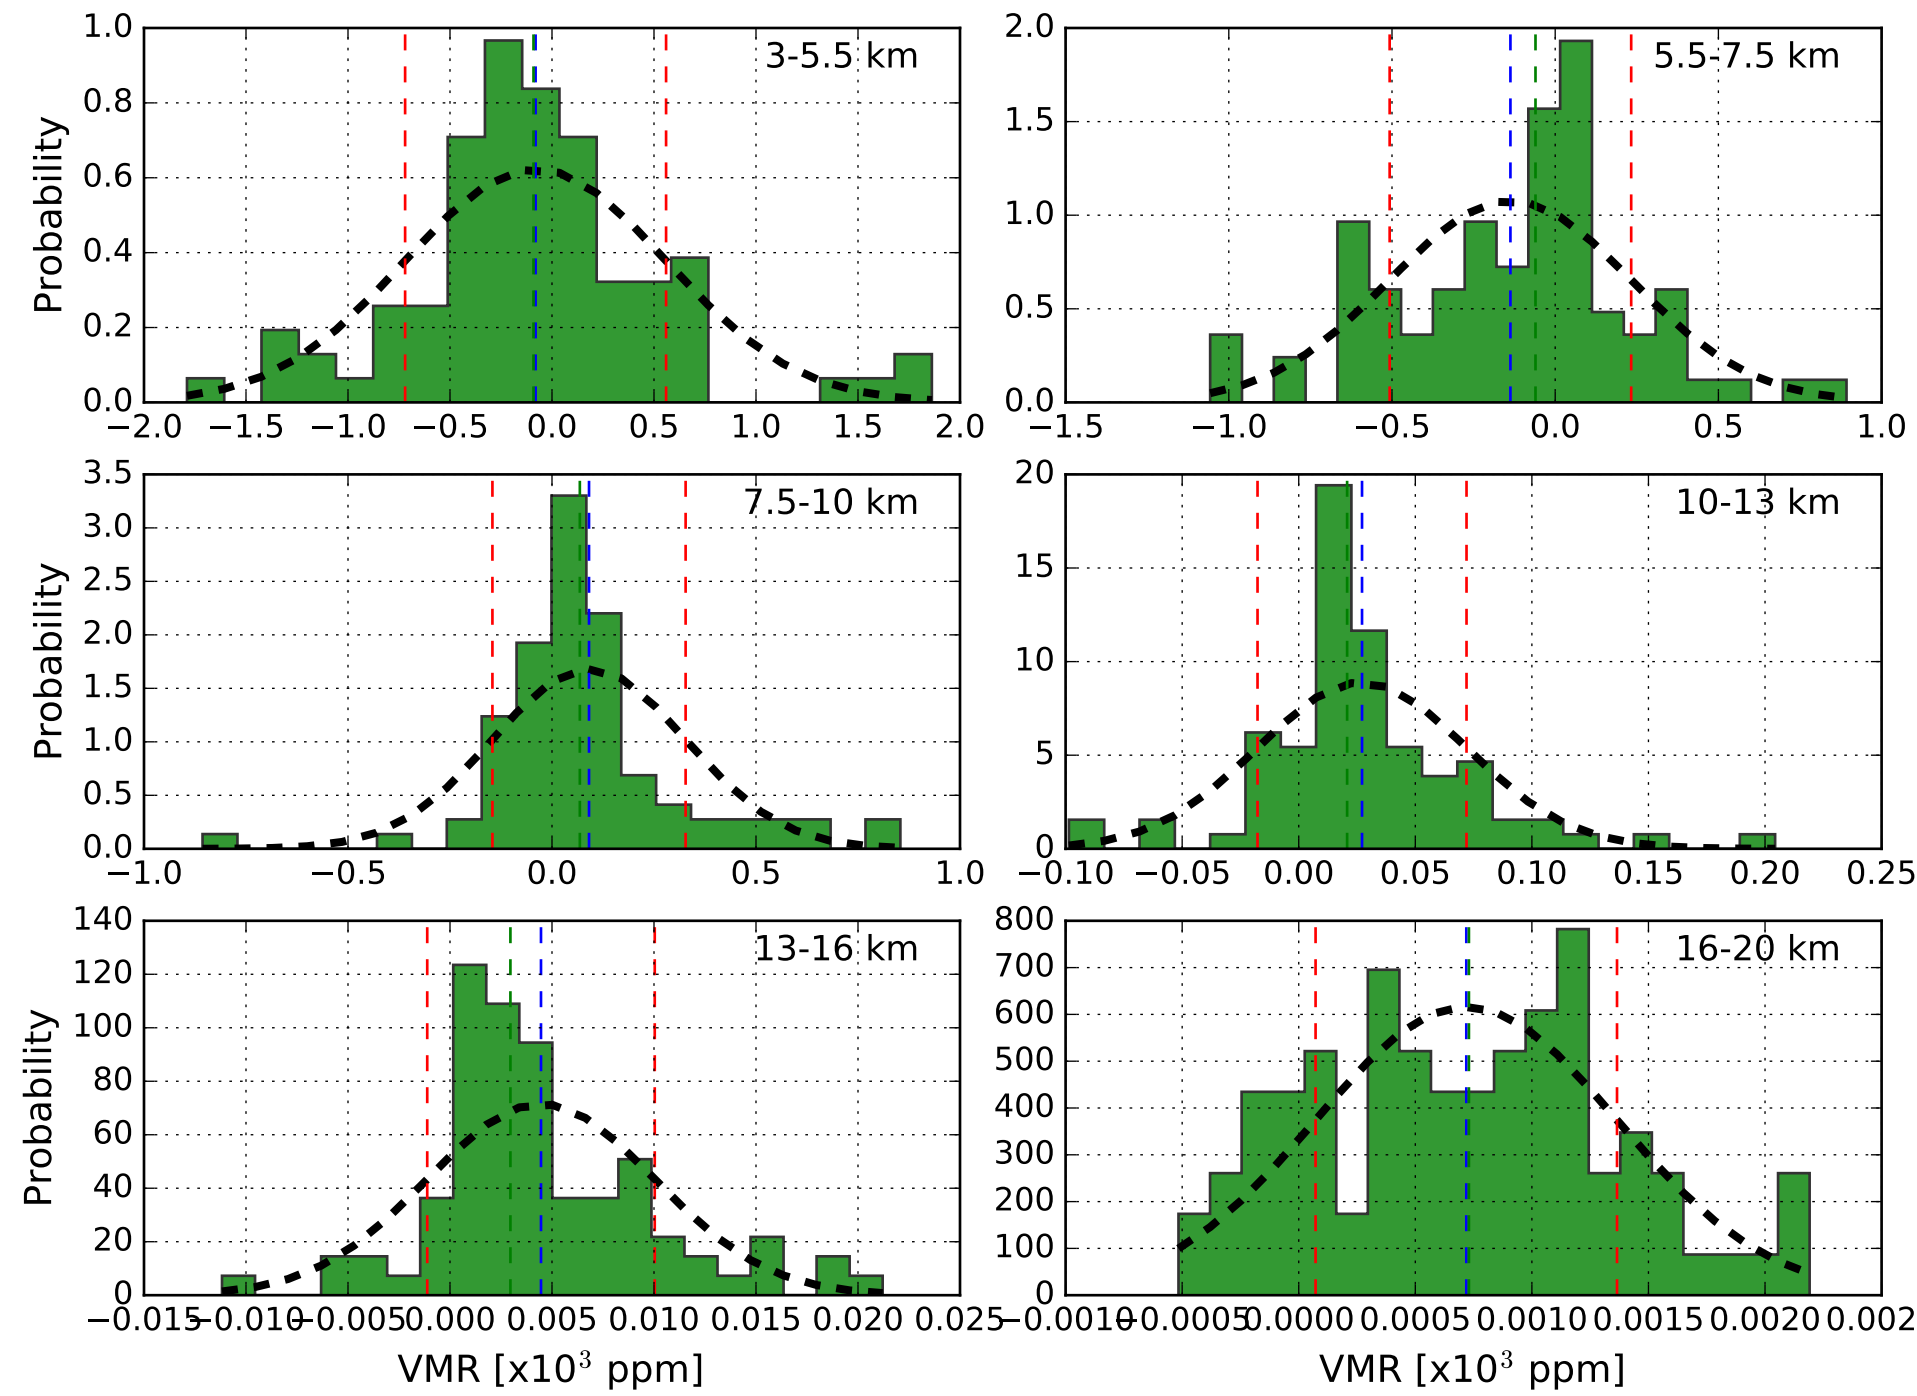 3-5.5 km
Probability
0.0 0.2 0.4 0.6 0.8 1.0
−2.0 −1.5 −1.0 −0.5 0.0 0.5 1.0 1.5 2.0
5.5-7.5 km
0.0 0.5 1.0 1.5 2.0
−1.5 −1.0 −0.5 0.0 0.5 1.0
7.5-10 km
Probability
0.0 0.5 1.0 1.5 2.0 2.5 3.0 3.5
−1.0 −0.5 0.0 0.5 1.0
10-13 km
0 5 10 15 20
−0.10 −0.05 0.00 0.05 0.10 0.15 0.20 0.25
13-16 km
Probability
0 20 40 60 80 100 120 140
−0.015 −0.010 −0.005 0.000 0.005 0.010 0.015 0.020 0.025
VMR [x10³ ppm]
16-20 km
0 100 200 300 400 500 600 700 800
−0.0010 −0.0005 0.0000 0.0005 0.0010 0.0015 0.0020 0.002
VMR [x10³ ppm]